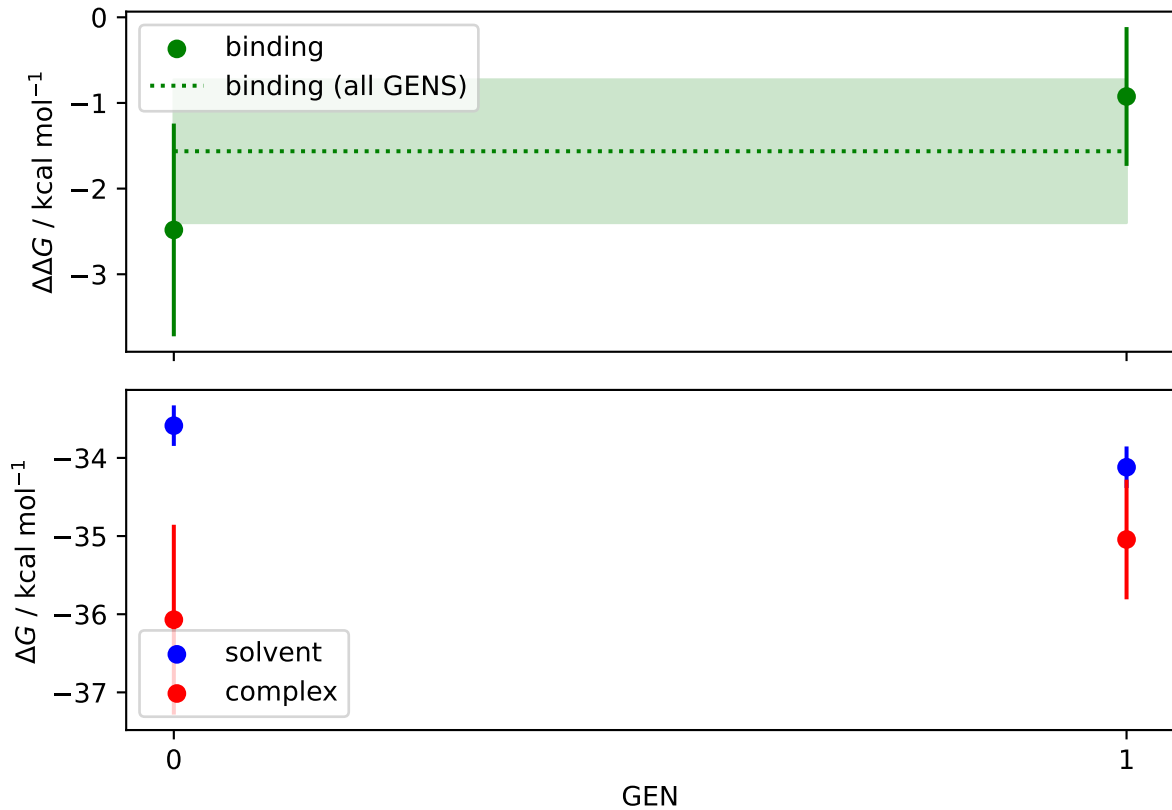 0
−1
−2
−3
ΔΔG / kcal mol⁻¹
binding
binding (all GENS)
−34
−35
−36
−37
ΔG / kcal mol⁻¹
solvent
complex
0
1
GEN